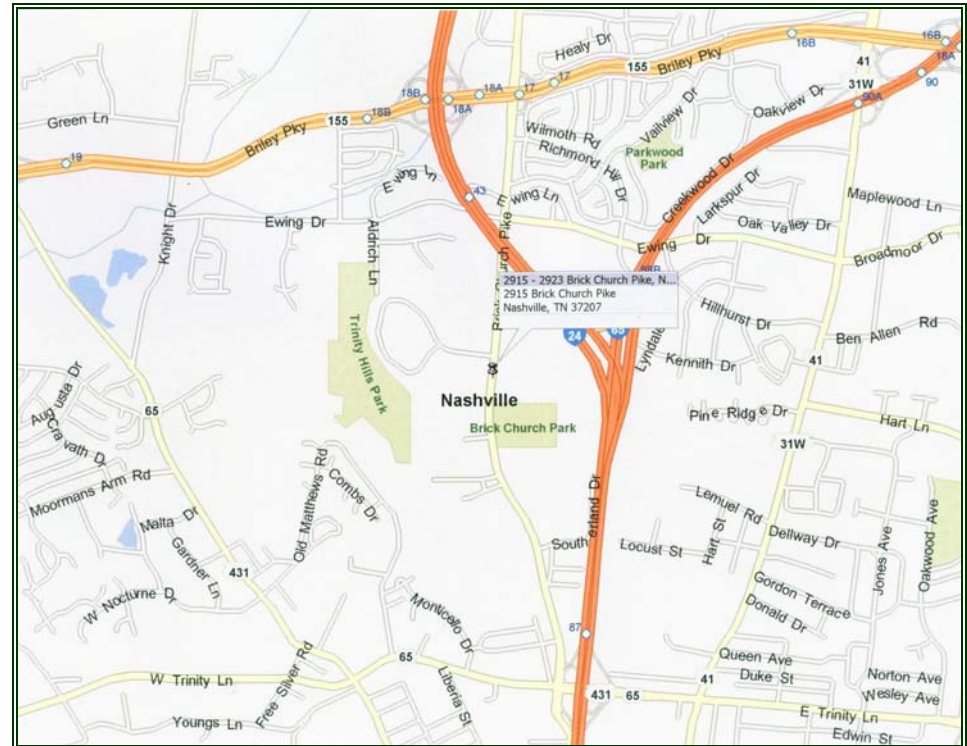 Healy Dr
16B
155
Briley Pky
41
31W
16B
18A
90
90A
17
17
18A
18B
18A
18B
155
Briley Pky
19
Green Ln
Wilmoth Rd
Richmond Hill Dr
Vailview Dr
Parkwood Park
Oakview Dr
Creekwood Dr
Larkspur Dr
Maplewood Ln
Oak Valley Dr
Broadmoor Dr
Ewing Ln
43
Ewing Ln
Knight Dr
Ewing Dr
Aldrich Ln
Ewing Dr
88B
2915 - 2923 Brick Church Pike, N...
2915 Brick Church Pike
Nashville, TN 37207
Brick Church Pike
24
65
Lyndale
Hillhurst Dr
Ben Allen Rd
Kennith Dr
41
Trinity Hills Park
Nashville
Brick Church Park
Pine Ridge Dr
Hart Ln
31W
Augusta Dr
Cravath Dr
65
Moormans Arm Rd
Malta Dr
Gardner Ln
431
W Nocturne Dr
Old Matthews Rd
Combs Dr
Southerland Dr
Locust St
Hart St
Lemuel Rd
Dellway Dr
Jones Ave
Oakwood Ave
Gordon Terrace
Donald Dr
Monticello Dr
87
Queen Ave
Duke St
41
Norton Ave
Wesley Ave
65
W Trinity Ln
Free Silver Rd
Liberia St
431
65
E Trinity Ln
Youngs Ln
Edwin St